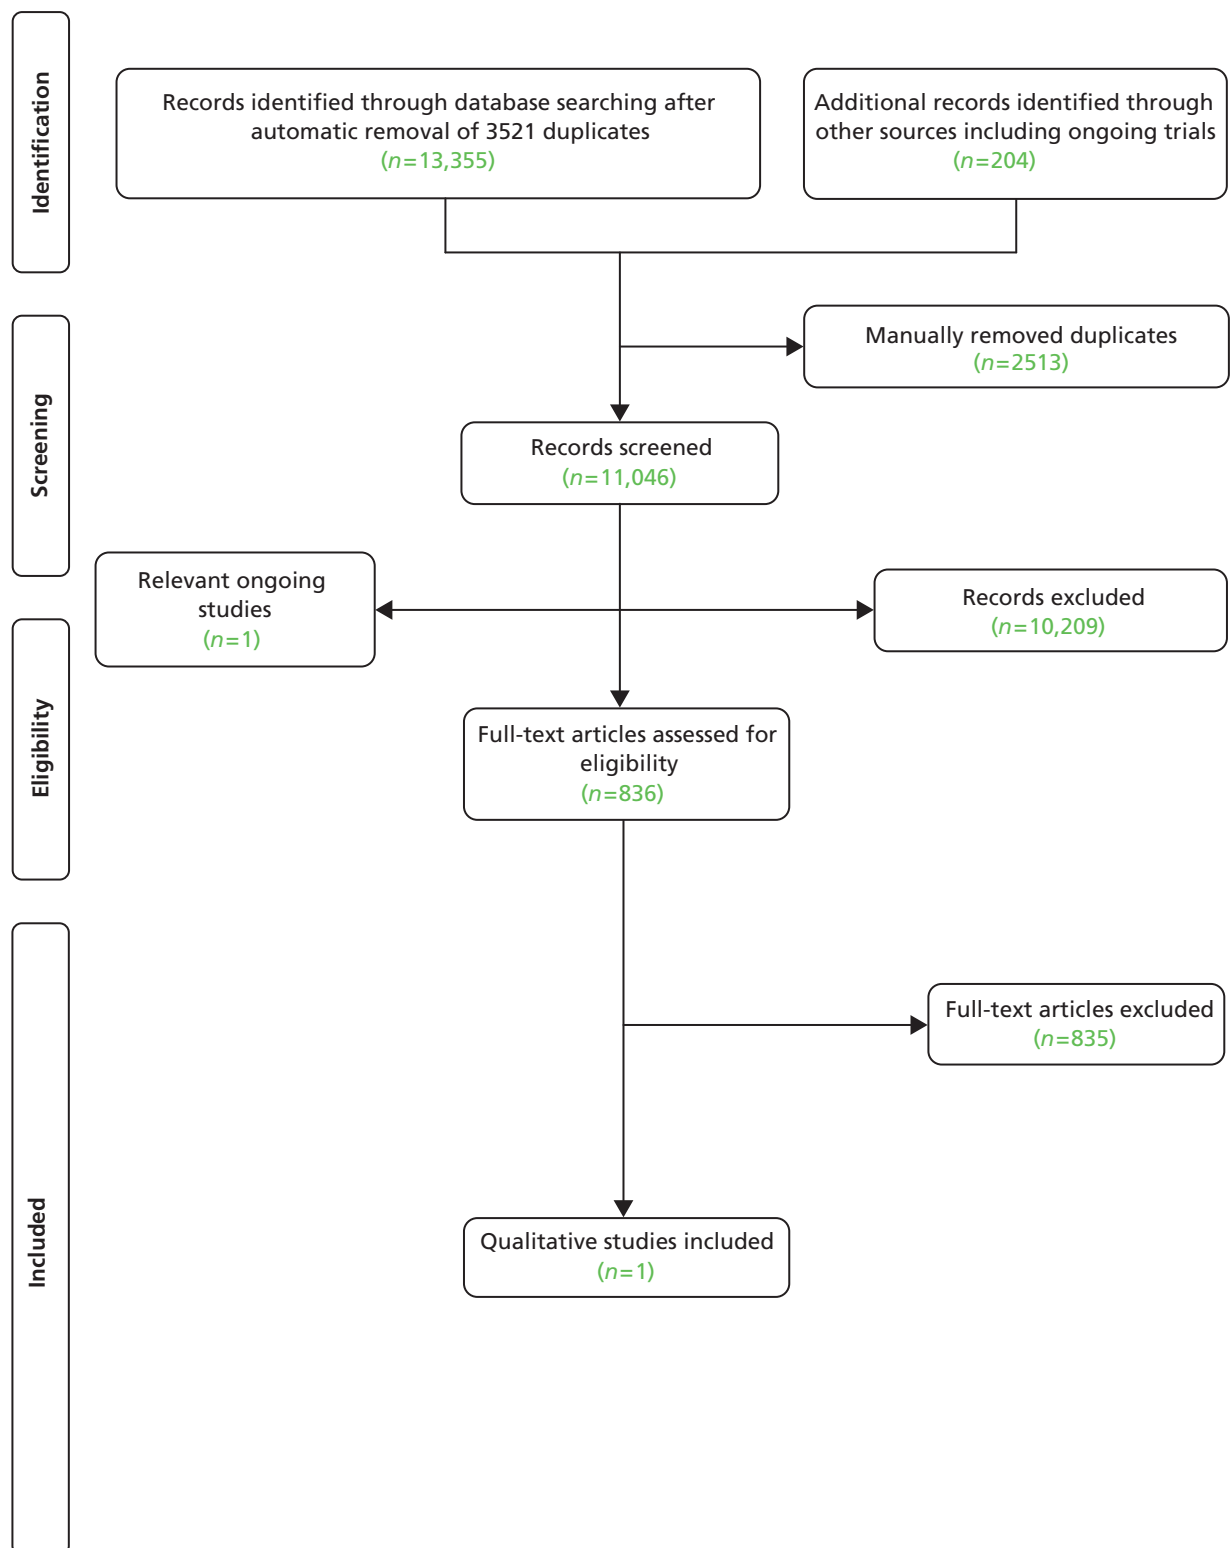 Identification
Records identified through database searching after
automatic removal of 3521 duplicates
(n=13,355)
Additional records identified through
other sources including ongoing trials
(n=204)
Screening
Manually removed duplicates
(n=2513)
Records screened
(n=11,046)
Relevant ongoing
studies
(n=1)
Records excluded
(n=10,209)
Eligibility
Full-text articles assessed for
eligibility
(n=836)
Included
Full-text articles excluded
(n=835)
Qualitative studies included
(n=1)